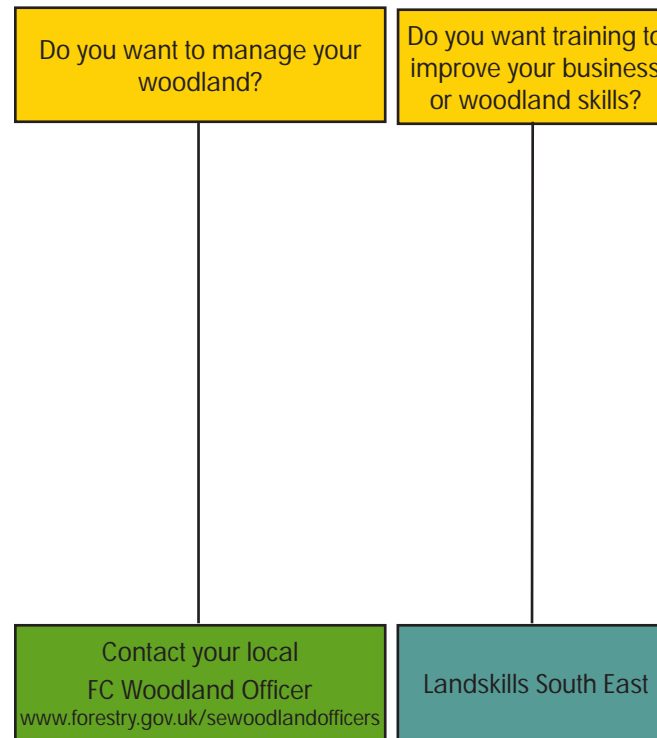 Do you want to manage your
woodland?
Do you want training to
improve your business
or woodland skills?
Contact your local
FC Woodland Officer
www.forestry.gov.uk/sewoodlandofficers
Landskills South East